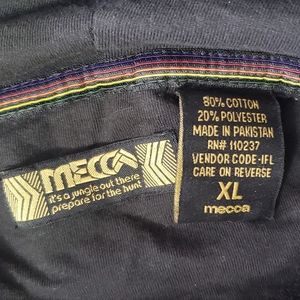 MECCA
it's a jungle out there
prepare for the hunt
80% COTTON
20% POLYESTER
MADE IN PAKISTAN
RN# 110237
VENDOR CODE-IFL
CARE ON REVERSE
XL
mecca